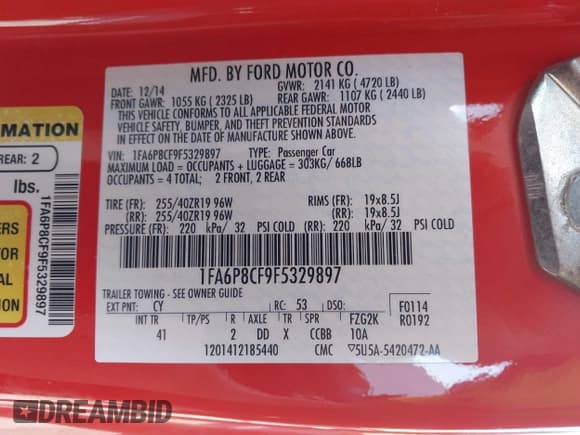 MFD. BY FORD MOTOR CO.
DATE: 12/14 GVWR: 2141 KG ( 4720 LB)
FRONT GAWR: 1055 KG ( 2325 LB) REAR GAWR: 1107 KG ( 2440 LB)
THIS VEHICLE CONFORMS TO ALL APPLICABLE FEDERAL MOTOR
VEHICLE SAFETY, BUMPER, AND THEFT PREVENTION STANDARDS
IN EFFECT ON THE DATE OF MANUFACTURE SHOWN ABOVE.
VIN: 1FA6P8CF9F5329897 TYPE: Passenger Car
MAXIMUM LOAD = OCCUPANTS + LUGGAGE = 303KG/ 668LB
OCCUPANTS = 4 TOTAL; 2 FRONT, 2 REAR
TIRE (FR): 255/40ZR19 96W RIMS (FR): 19x8.5J
(RR): 255/40ZR19 96W (RR): 19x8.5J
PRESSURE (FR): 220 kPa/ 32 PSI COLD (RR): 220 kPa/ 32 PSI COLD
1FA6P8CF9F5329897
TRAILER TOWING - SEE OWNER GUIDE
EXT PNT: CY RC: 53 DSO: F0114
INT TR TP/PS R AXLE TR SPR FZG2K R0192
41 2 DD X CCBB 10A
1201412185440 CMC ▽5U5A-5420472-AA
RMATION
REAR: 2
lbs.
1FA6P8CF9F5329897
ERS
TOR
AL
ION
DREAMBID